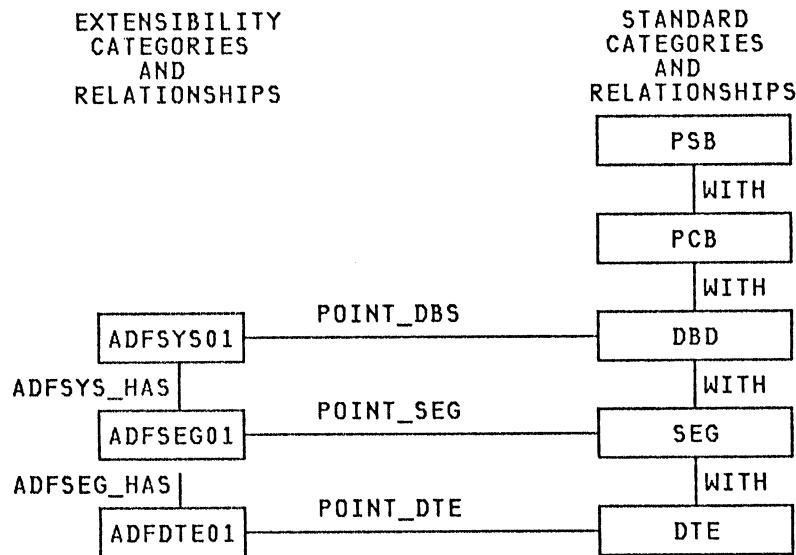 EXTENSIBILITY
CATEGORIES
AND
RELATIONSHIPS
STANDARD
CATEGORIES
AND
RELATIONSHIPS
PSB
WITH
PCB
WITH
POINT_DBS
ADFSYS01
DBD
ADFSYS_HAS
WITH
POINT_SEG
ADFSEG01
SEG
ADFSEG_HAS
WITH
POINT_DTE
ADFDTE01
DTE